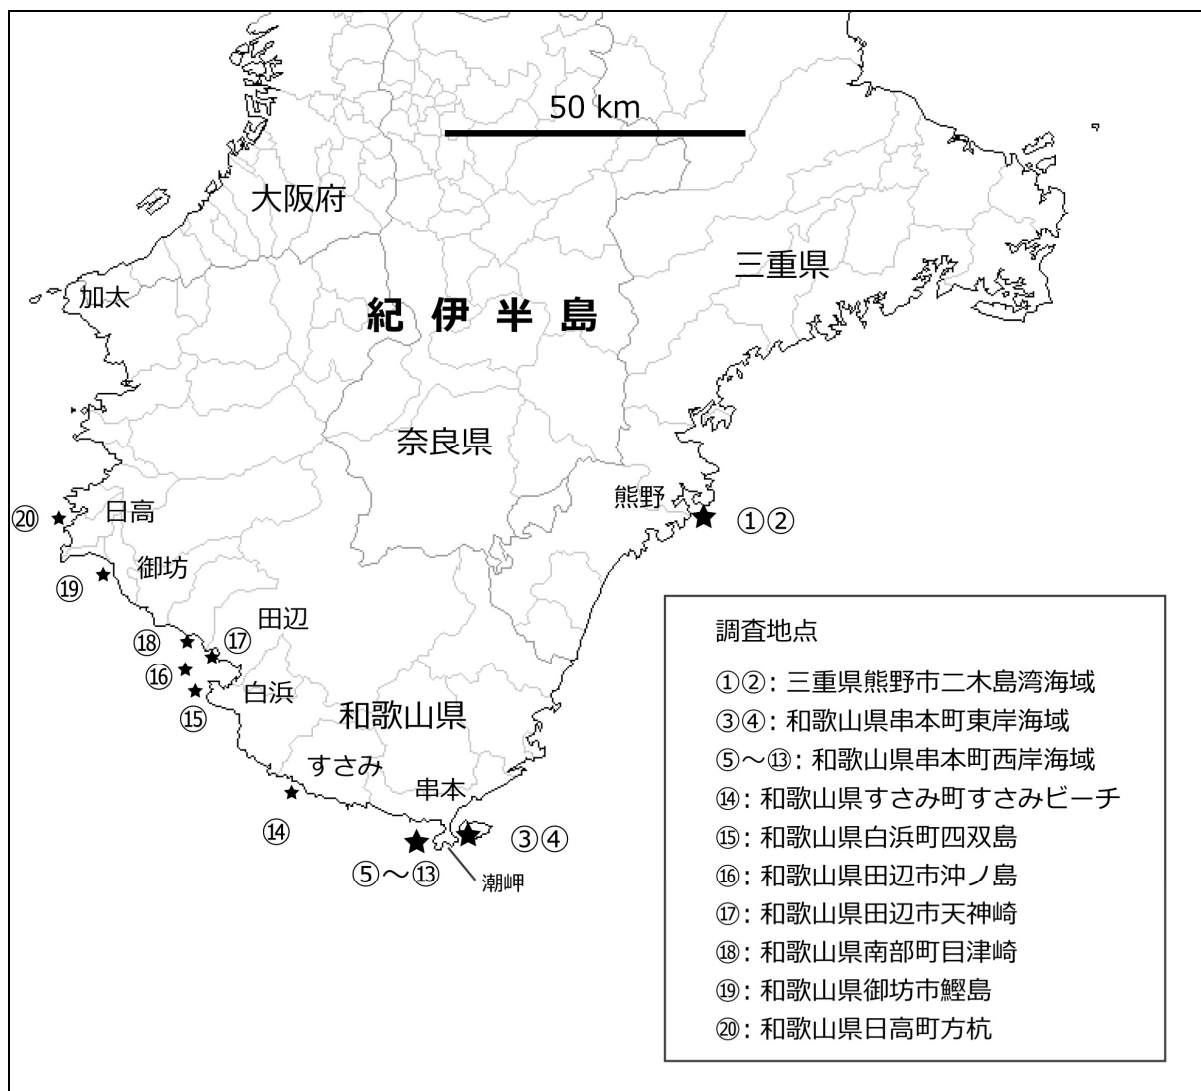 50 km
大阪府
三重県
加太
紀伊半島
奈良県
熊野
①②
日高
⑳
御坊
⑲
田辺
⑱
⑰
⑯
白浜
⑮
和歌山県
すさみ
串本
⑭
③④
⑤～⑬
潮岬
調査地点
①②: 三重県熊野市二木島湾海域
③④: 和歌山県串本町東岸海域
⑤～⑬: 和歌山県串本町西岸海域
⑭: 和歌山県すさみ町すさみビーチ
⑮: 和歌山県白浜町四双島
⑯: 和歌山県田辺市沖ノ島
⑰: 和歌山県田辺市天神崎
⑱: 和歌山県南部町目津崎
⑲: 和歌山県御坊市鰹島
⑳: 和歌山県日高町方杭